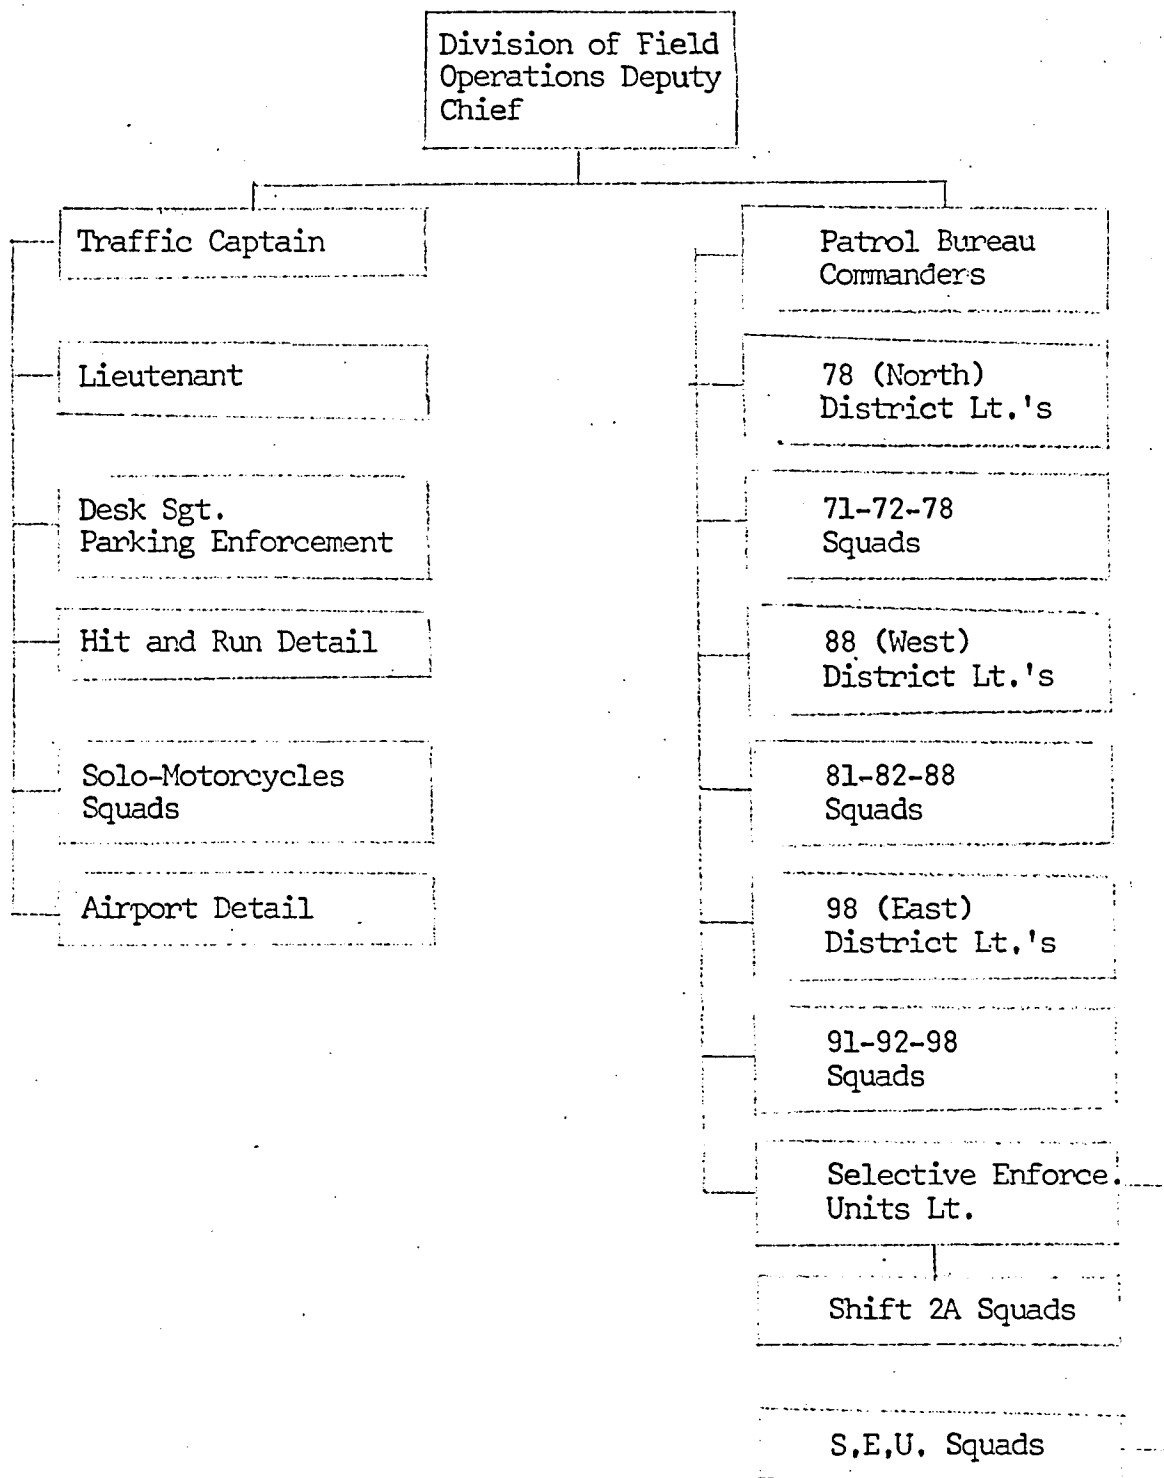 Division of Field
Operations Deputy
Chief
Traffic Captain
Lieutenant
Desk Sgt.
Parking Enforcement
Hit and Run Detail
Solo-Motorcycles
Squads
Airport Detail
Patrol Bureau
Commanders
78 (North)
District Lt.'s
71-72-78
Squads
88 (West)
District Lt.'s
81-82-88
Squads
98 (East)
District Lt.'s
91-92-98
Squads
Selective Enforce.
Units Lt.
Shift 2A Squads
S.E.U. Squads